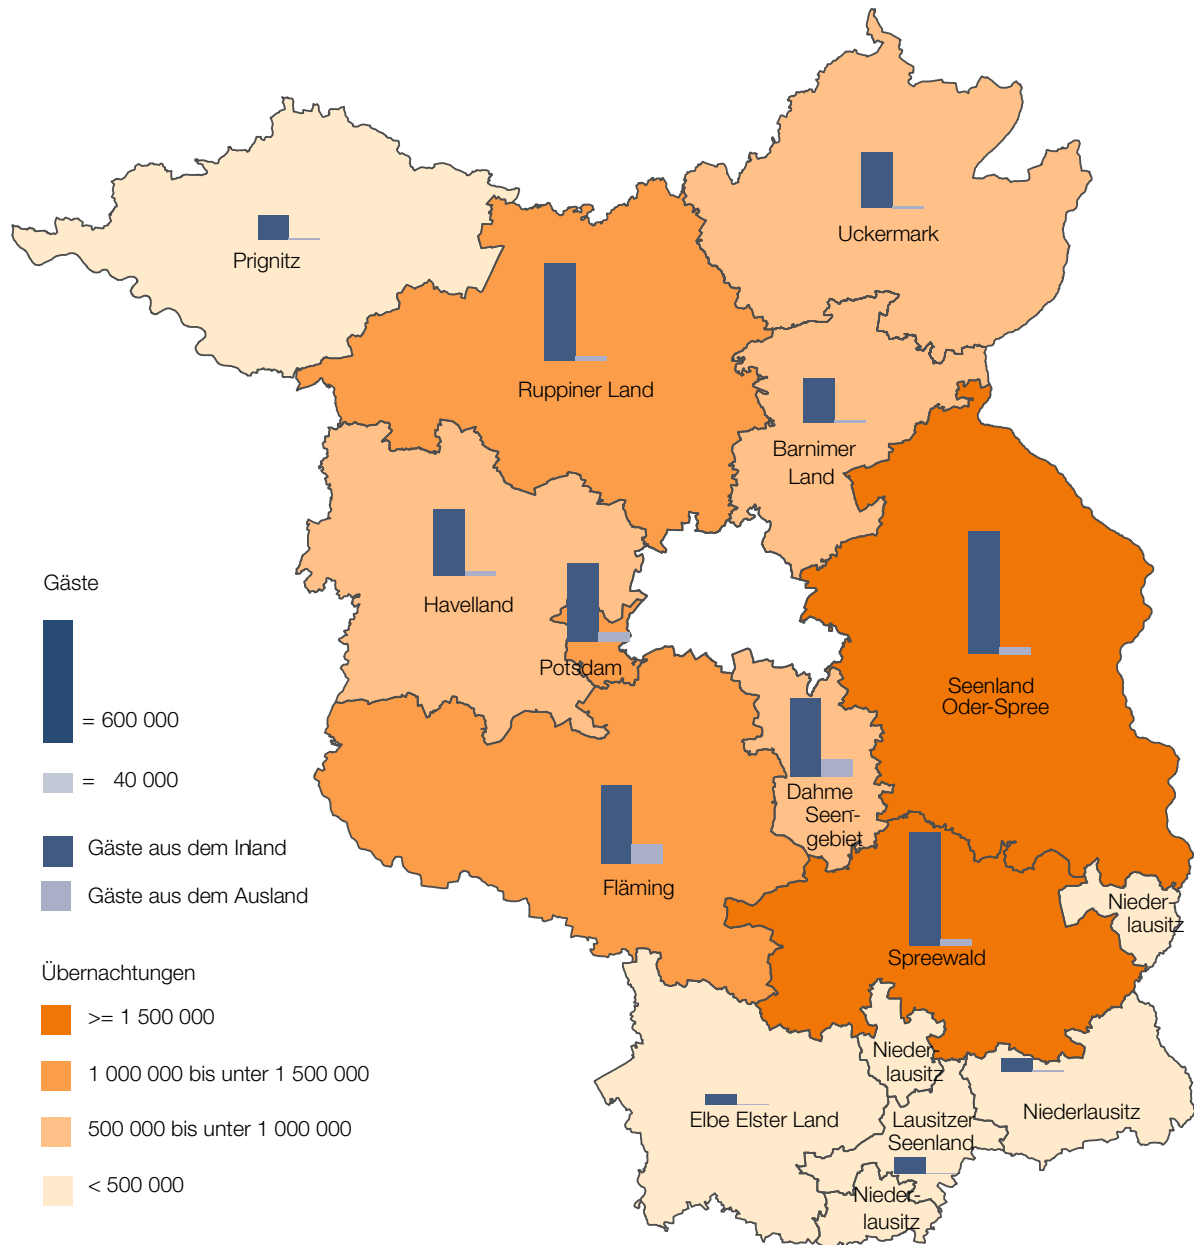 Uckermark
Prignitz
Ruppiner Land
Barnimer
Land
Gäste
Havelland
Potsdam
Seenland
Oder-Spree
= 600 000
= 40 000
Dahme
Seen-
gebiet
Gäste aus dem Inland
Gäste aus dem Ausland
Fläming
Nieder-
lausitz
Spreewald
Übernachtungen
>= 1 500 000
1 000 000 bis unter 1 500 000
500 000 bis unter 1 000 000
< 500 000
Nieder-
lausitz
Elbe Elster Land
Lausitzer
Seenland
Niederlausitz
Nieder-
lausitz